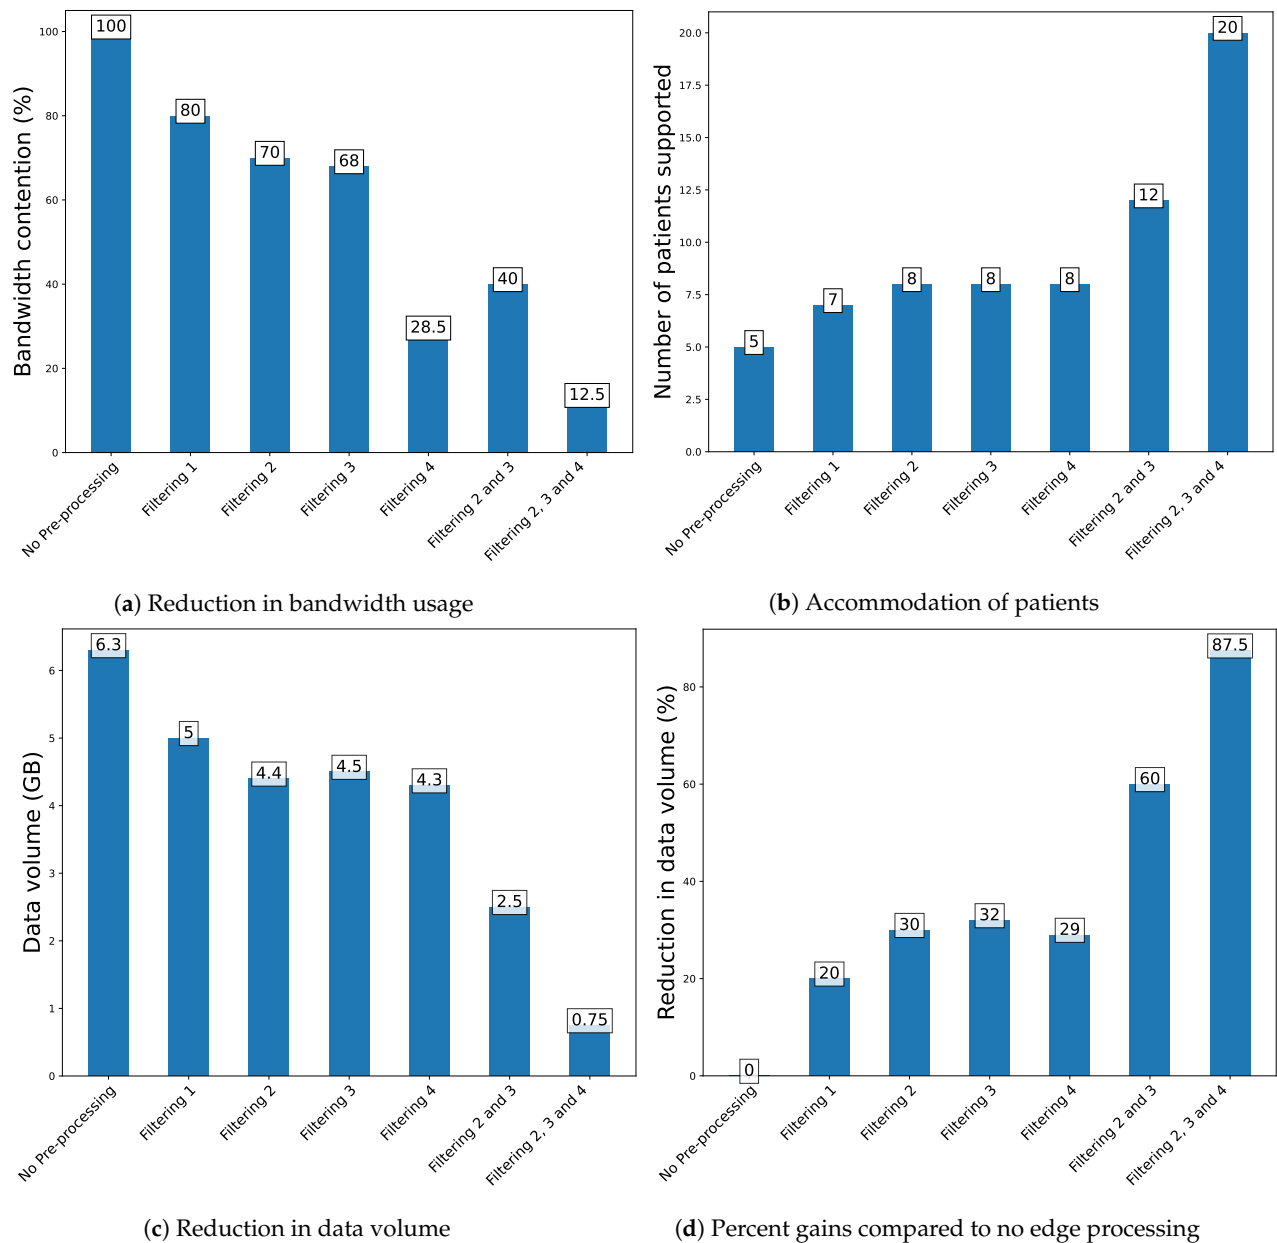 Bandwidth contention (%)
100
80
60
40
20
0
100
80
70
68
28.5
40
12.5
No Pre-processing
Filtering 1
Filtering 2
Filtering 3
Filtering 4
Filtering 2 and 3
Filtering 2, 3 and 4
(a) Reduction in bandwidth usage
Number of patients supported
20.0
17.5
15.0
12.5
10.0
7.5
5.0
2.5
0.0
5
7
8
8
8
12
20
No Pre-processing
Filtering 1
Filtering 2
Filtering 3
Filtering 4
Filtering 2 and 3
Filtering 2, 3 and 4
(b) Accommodation of patients
Data volume (GB)
6
5
4
3
2
1
0
6.3
5
4.4
4.5
4.3
2.5
0.75
No Pre-processing
Filtering 1
Filtering 2
Filtering 3
Filtering 4
Filtering 2 and 3
Filtering 2, 3 and 4
(c) Reduction in data volume
Reduction in data volume (%)
80
60
40
20
0
0
20
30
32
29
60
87.5
No Pre-processing
Filtering 1
Filtering 2
Filtering 3
Filtering 4
Filtering 2 and 3
Filtering 2, 3 and 4
(d) Percent gains compared to no edge processing